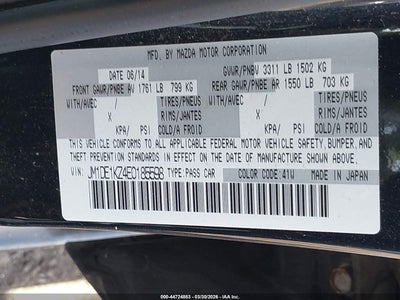 MFD. BY MAZDA MOTOR CORPORATION
DATE 06/14 GVWR/PNBV 3311 LB 1502 KG
FRONT GAWR/PNBE AV 1761 LB 799 KG REAR GAWR/PNBE AR 1550 LB 703 KG
WITH/AVEC / TIRES/PNEUS WITH/AVEC / TIRES/PNEUS
X RIMS/JANTES X RIMS/JANTES
KPA/ PSI COLD/A FROID KPA/ PSI COLD/A FROID
THIS VEHICLE CONFORMS TO ALL APPLICABLE FEDERAL MOTOR VEHICLE SAFETY, BUMPER,
AND THEFT PREVENTION STANDARDS IN EFFECT ON THE DATE OF MANUFACTURE SHOWN ABOVE.
VIN: JM1DE1KZ4E0185598 TYPE:PASS CAR COLOR CODE:41U MADE IN JAPAN
000-44724883 - 03/30/2026 - IAA, Inc.